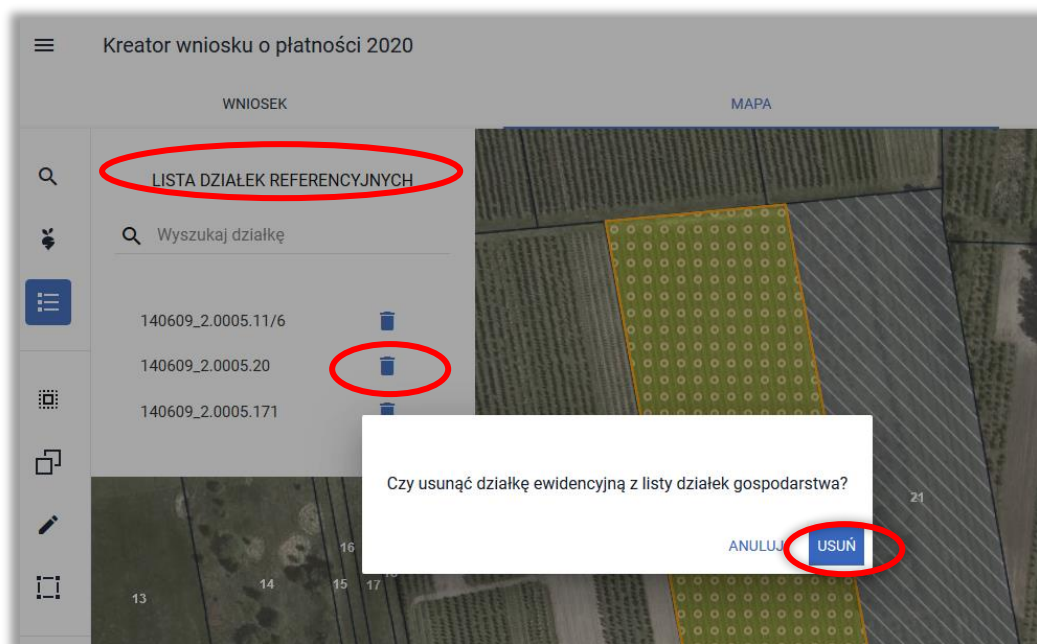 Kreator wniosku o płatności 2020
WNIOSEK
MAPA
LISTA DZIAŁEK REFERENCYJNYCH
Wyszukaj działkę
140609_2.0005.11/6
140609_2.0005.20
140609_2.0005.171
Czy usunąć działkę ewidencyjną z listy działek gospodarstwa?
ANULUJ USUŃ
21
16
14 15 17
13